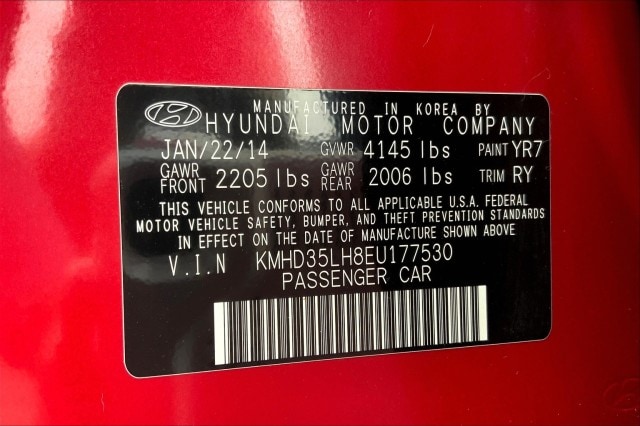 MANUFACTURED IN KOREA BY
HYUNDAI MOTOR COMPANY
JAN/22/14 GVWR 4145 lbs PAINT YR7
GAWR FRONT 2205 lbs GAWR REAR 2006 lbs TRIM RY
THIS VEHICLE CONFORMS TO ALL APPLICABLE U.S.A. FEDERAL
MOTOR VEHICLE SAFETY, BUMPER, AND THEFT PREVENTION STANDARDS
IN EFFECT ON THE DATE OF MANUFACTURE SHOWN ABOVE
V.I.N KMHD35LH8EU177530
PASSENGER CAR